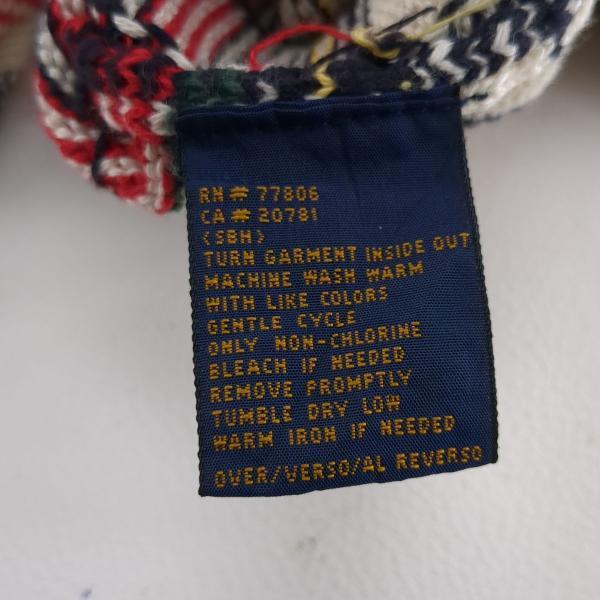 RN# 77806
CA# 20781
(SBH)
TURN GARMENT INSIDE OUT
MACHINE WASH WARM
WITH LIKE COLORS
GENTLE CYCLE
ONLY NON-CHLORINE
BLEACH IF NEEDED
REMOVE PROMPTLY
TUMBLE DRY LOW
WARM IRON IF NEEDED
OVER/VERSO/AL REVERSO